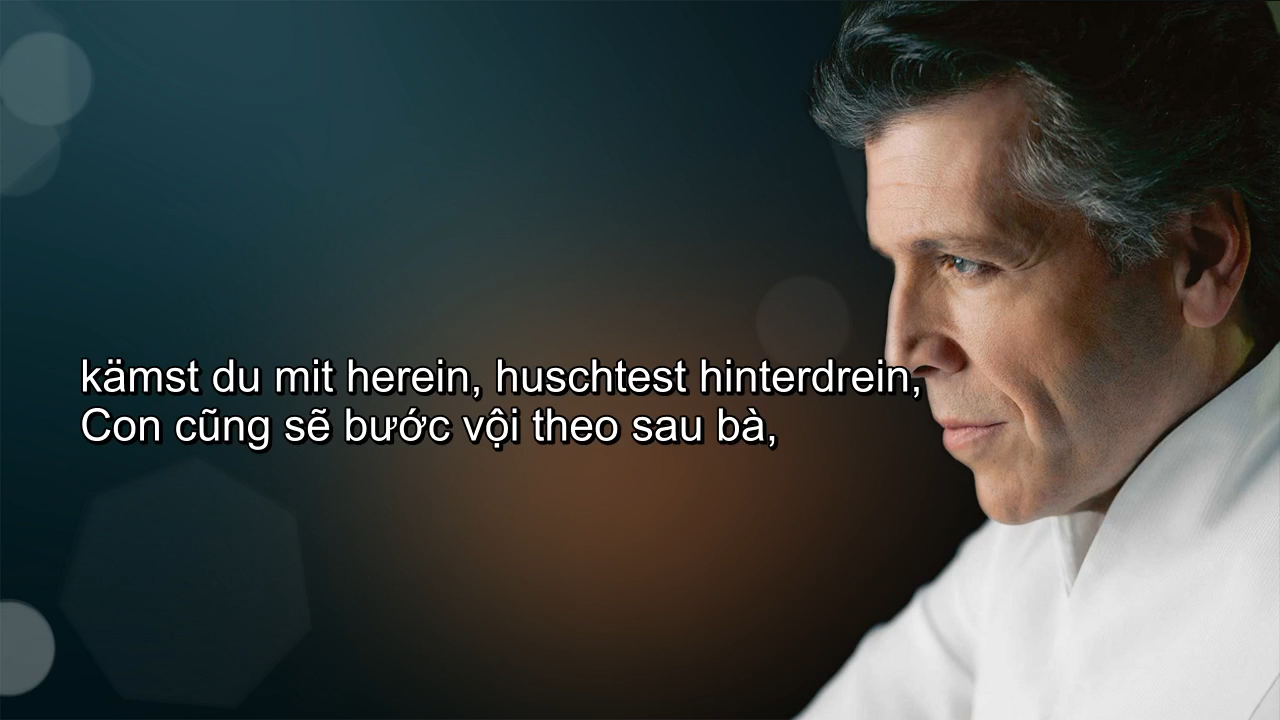 kämst du mit herein, huschtest hinterdrein,
Con cũng sẽ bước vội theo sau bà,